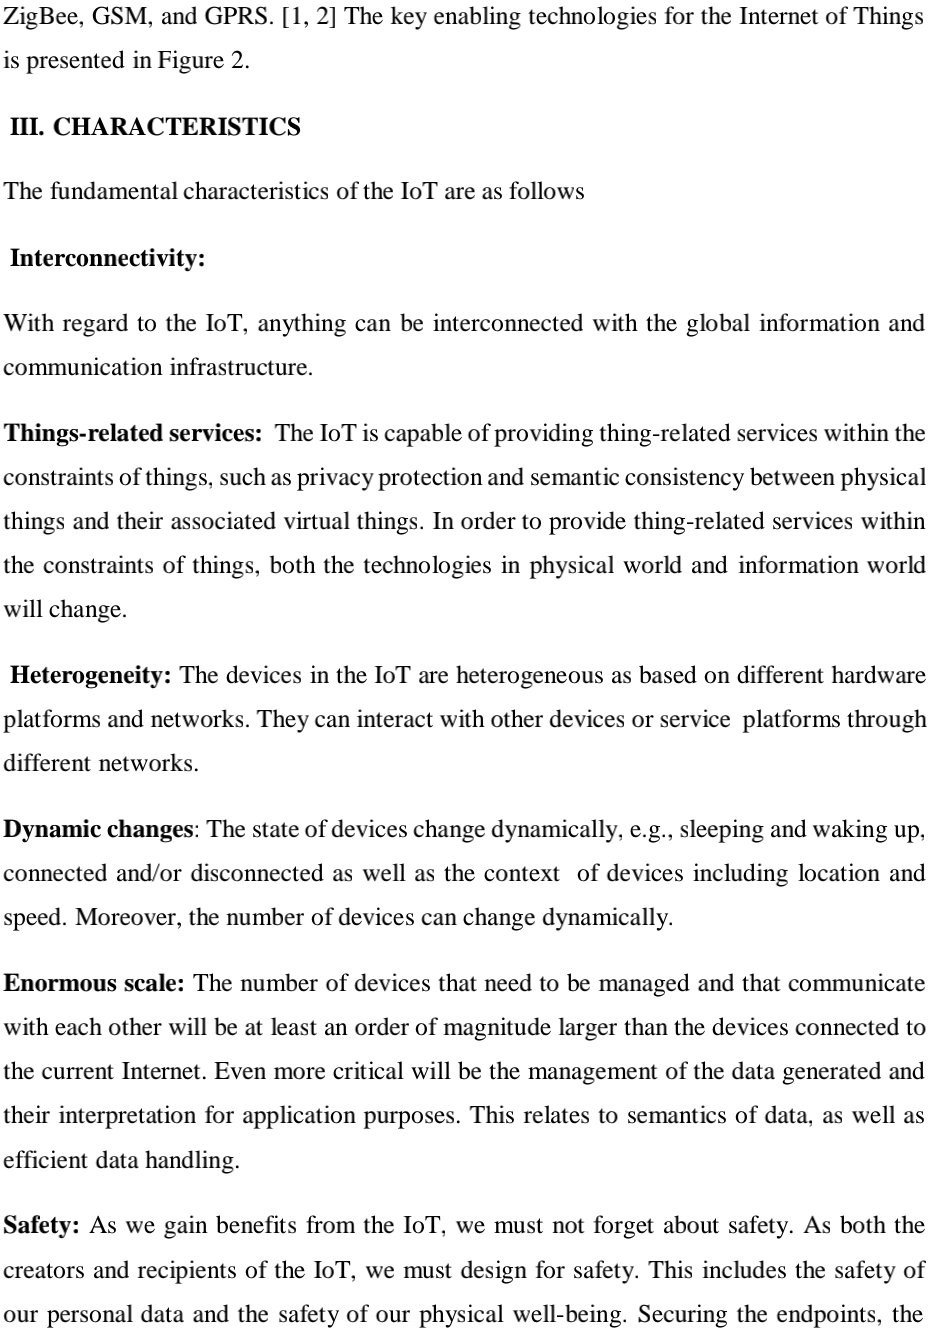 ZigBee, GSM, and GPRS. [1, 2] The key enabling technologies for the Internet of Things
is presented in Figure 2.
III. CHARACTERISTICS
The fundamental characteristics of the IoT are as follows
Interconnectivity:
With regard to the IoT, anything can be interconnected with the global information and
communication infrastructure.
Things-related services: The IoT is capable of providing thing-related services within the
constraints of things, such as privacy protection and semantic consistency between physical
things and their associated virtual things. In order to provide thing-related services within
the constraints of things, both the technologies in physical world and information world
will change.
Heterogeneity: The devices in the IoT are heterogeneous as based on different hardware
platforms and networks. They can interact with other devices or service platforms through
different networks.
Dynamic changes: The state of devices change dynamically, e.g., sleeping and waking up,
connected and/or disconnected as well as the context of devices including location and
speed. Moreover, the number of devices can change dynamically.
Enormous scale: The number of devices that need to be managed and that communicate
with each other will be at least an order of magnitude larger than the devices connected to
the current Internet. Even more critical will be the management of the data generated and
their interpretation for application purposes. This relates to semantics of data, as well as
efficient data handling.
Safety: As we gain benefits from the IoT, we must not forget about safety. As both the
creators and recipients of the IoT, we must design for safety. This includes the safety of
our personal data and the safety of our physical well-being. Securing the endpoints, the